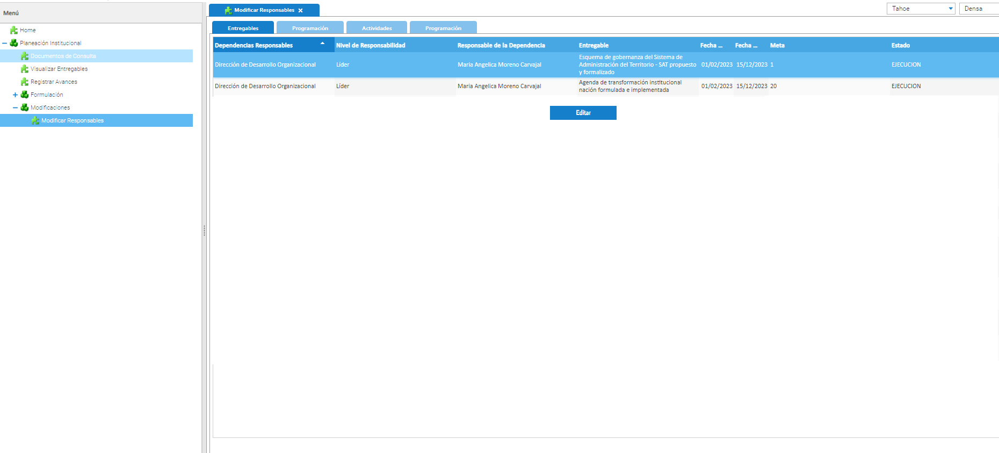 Menú
Home
Planeación Institucional
Documentos de Consulta
Visualizar Entregables
Registrar Avances
Formulación
Modificaciones
Modificar Responsables
Modificar Responsables
Tahoe
Densa
Entregables
Programación
Actividades
Programación
Dependencias Responsables
Nivel de Responsabilidad
Responsable de la Dependencia
Entregable
Fecha ...
Fecha ...
Meta
Estado
Dirección de Desarrollo Organizacional
Líder
Maria Angelica Moreno Carvajal
Esquema de gobernanza del Sistema de
Administración del Territorio - SAT propuesto
y formalizado
01/02/2023
15/12/2023
1
EJECUCION
Dirección de Desarrollo Organizacional
Líder
Maria Angelica Moreno Carvajal
Agenda de transformación institucional
nación formulada e implementada
01/02/2023
15/12/2023
20
EJECUCION
Editar